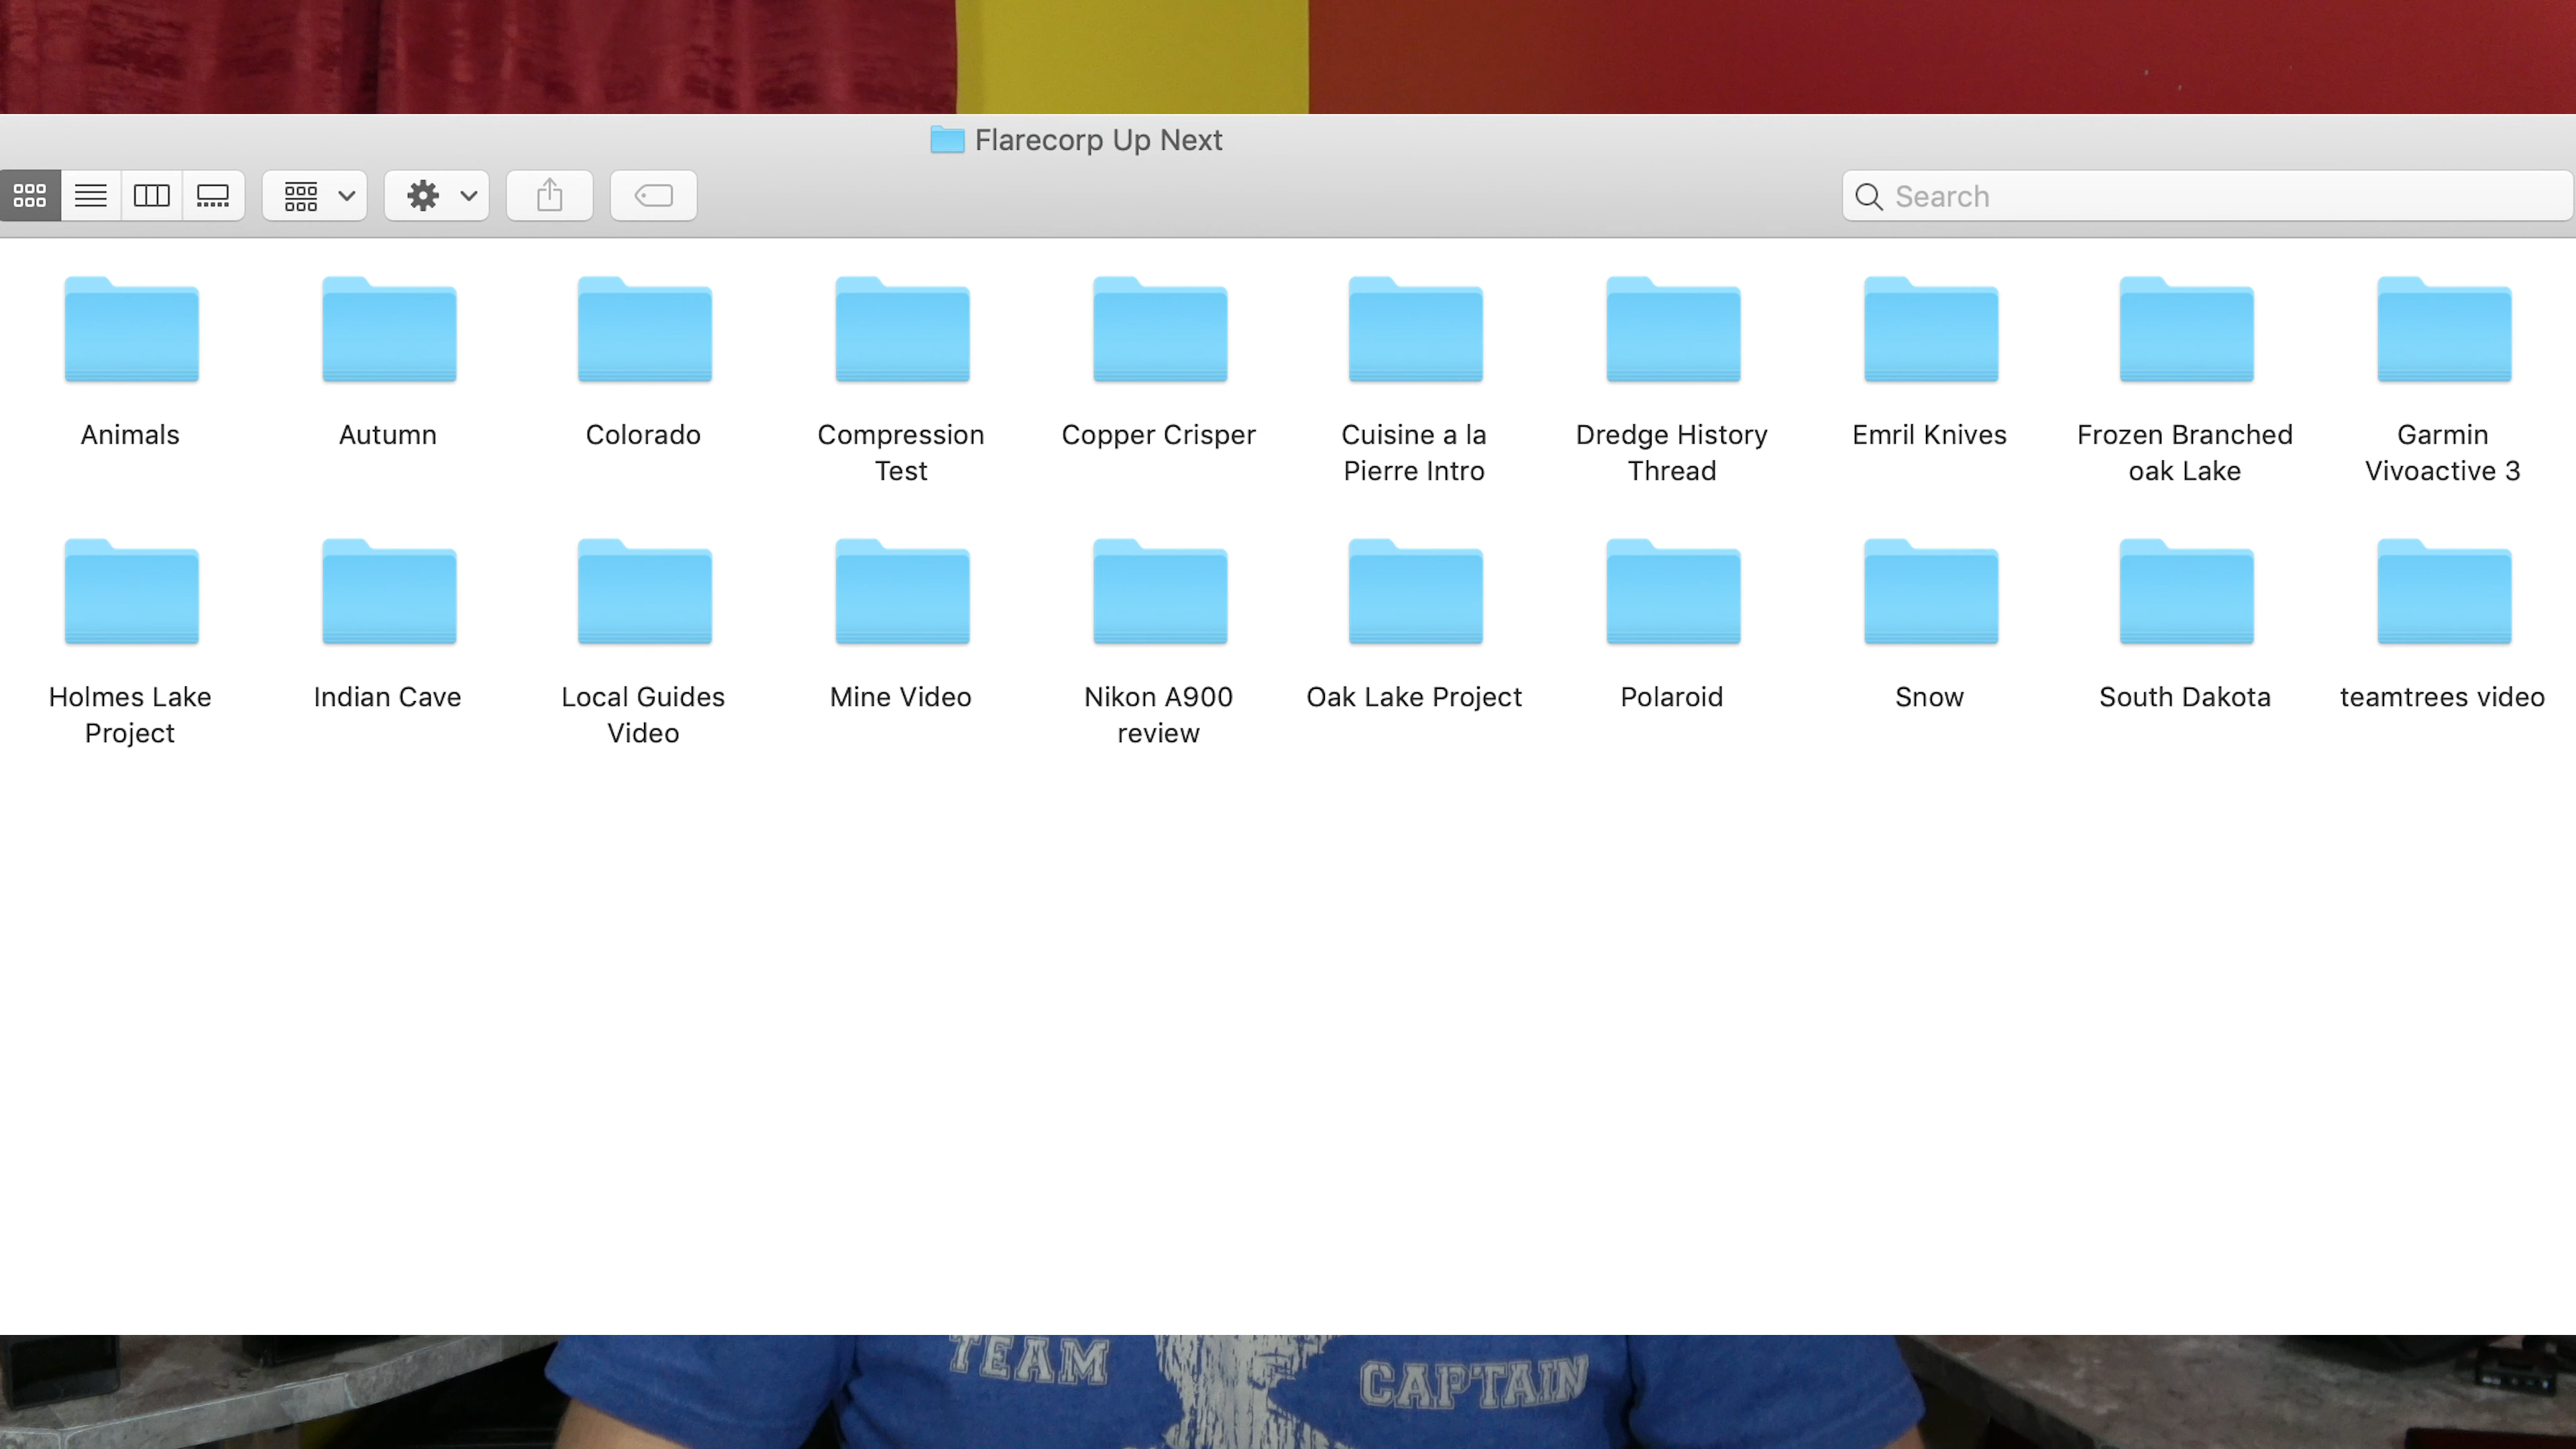 Flarecorp Up Next
Search
Animals
Autumn
Colorado
Compression
Test
Copper Crisper
Cuisine a la
Pierre Intro
Dredge History
Thread
Emril Knives
Frozen Branched
oak Lake
Garmin
Vivoactive 3
Holmes Lake
Project
Indian Cave
Local Guides
Video
Mine Video
Nikon A900
review
Oak Lake Project
Polaroid
Snow
South Dakota
teamtrees video
TEAM
CAPTAIN